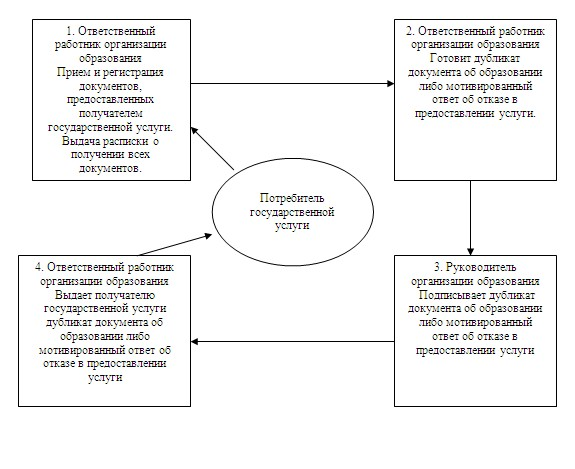 1. Ответственный
работник организации
образования
Прием и регистрация
документов,
предоставленных
получателем
государственной услуги.
Выдача расписки о
получении всех
документов.
2. Ответственный работник
организации образования
Готовит дубликат
документа об образовании
либо мотивированный
ответ об отказе в
предоставлении услуги.
Потребитель
государственной
услуги
3. Руководитель
организации образования
Подписывает дубликат
документа об образовании
либо мотивированный
ответ об отказе в
предоставлении услуги
4. Ответственный работник
организации образования
Выдает получателю
государственной услуги
дубликат документа об
образовании либо
мотивированный ответ об
отказе в предоставлении
услуги